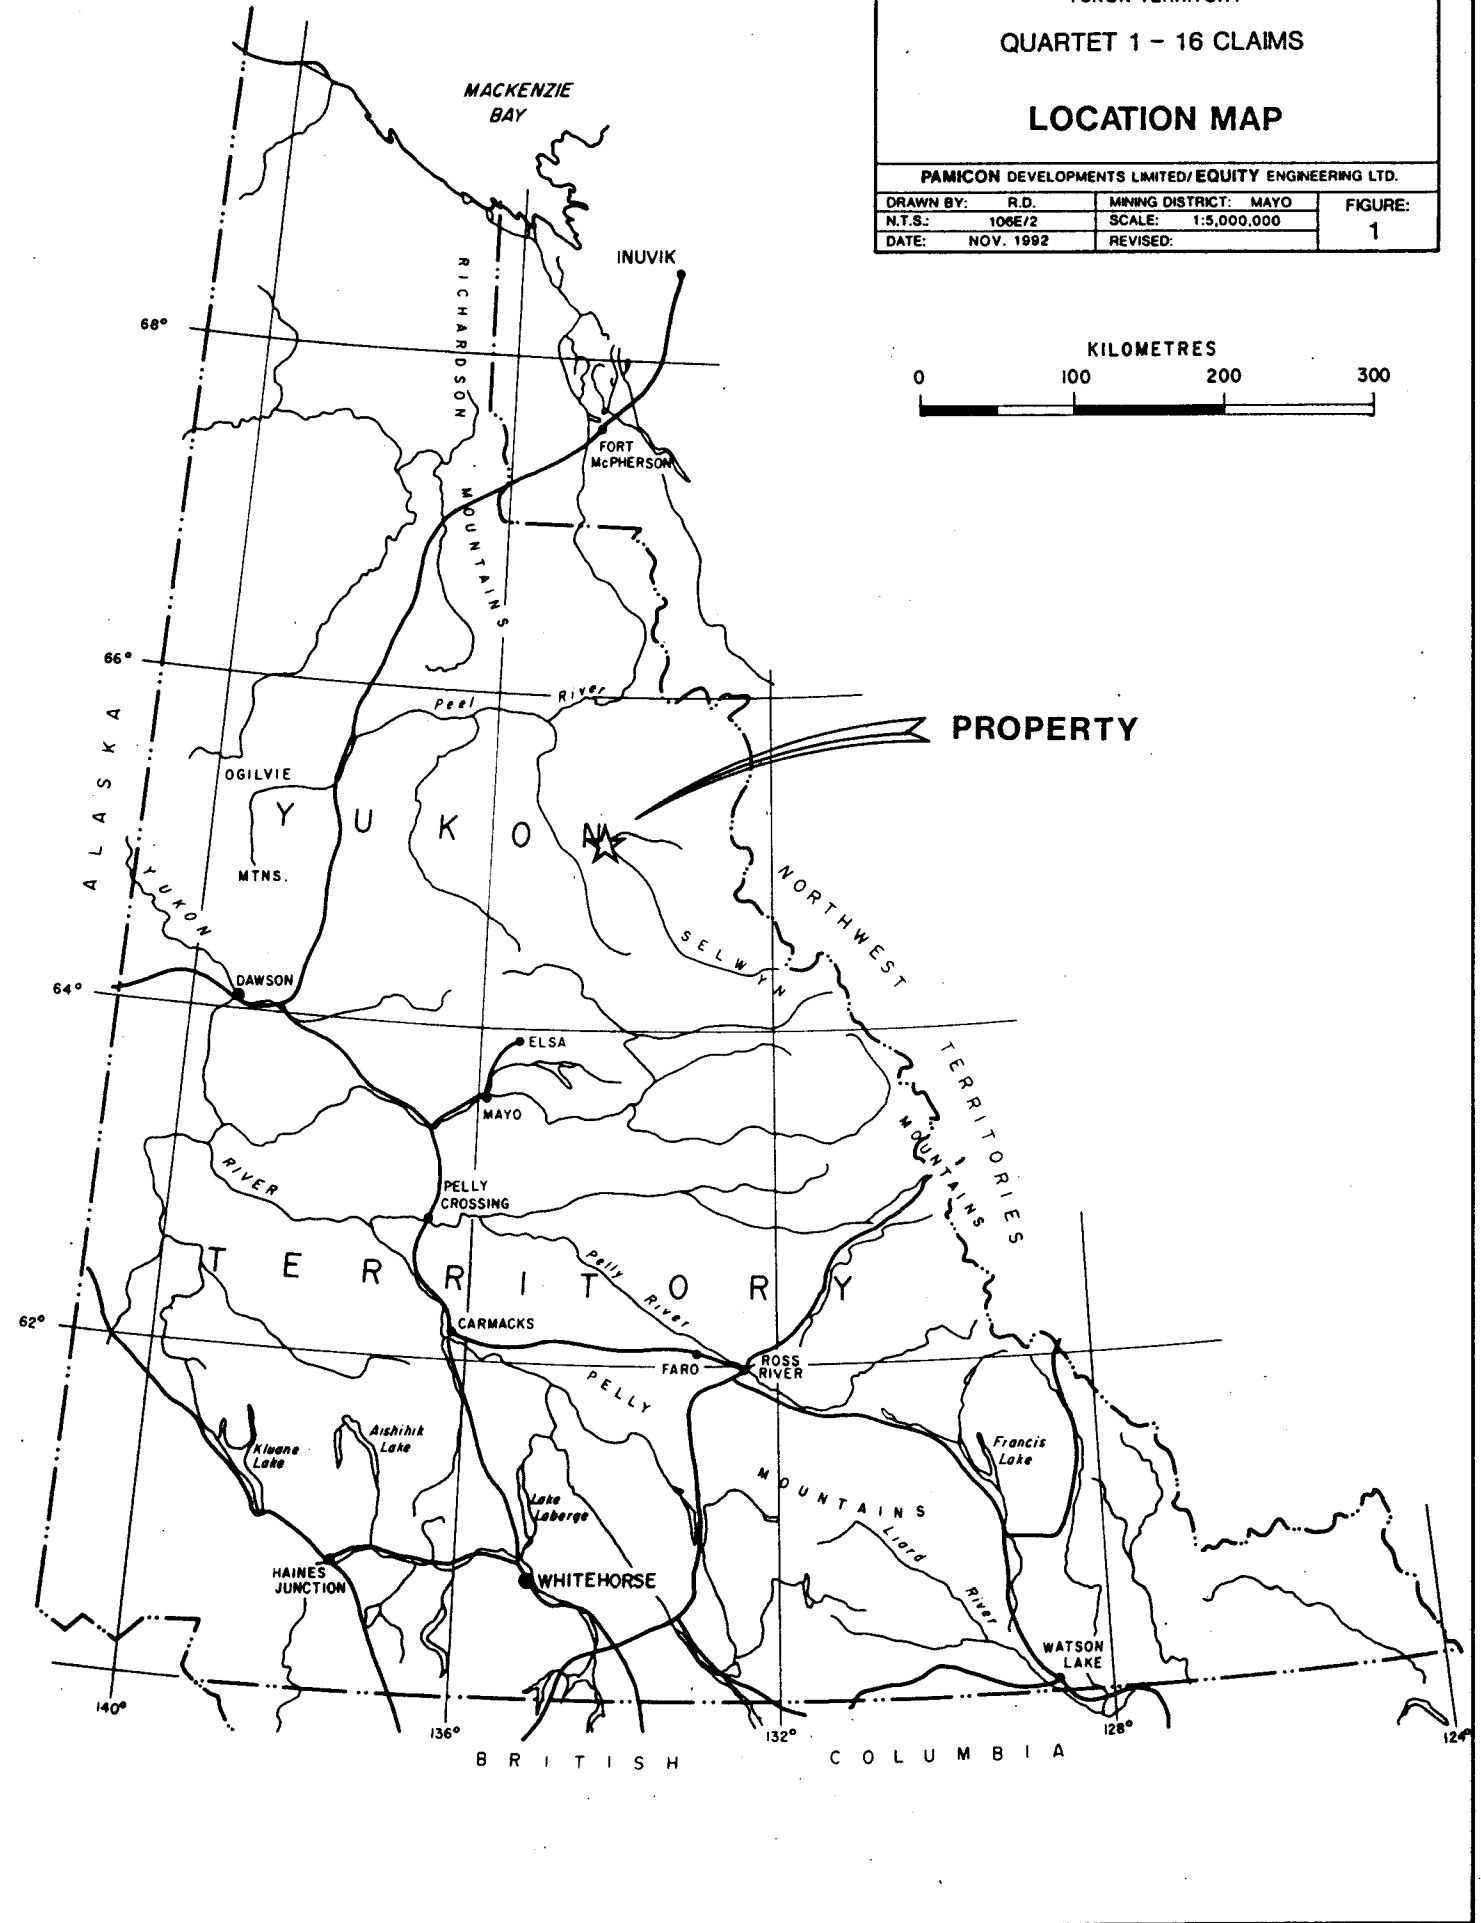 YUKON TERRITORY
QUARTET 1 - 16 CLAIMS
LOCATION MAP
PAMICON DEVELOPMENTS LIMITED/EQUITY ENGINEERING LTD.
DRAWN BY: R.D.
MINING DISTRICT: MAYO
FIGURE:
1
N.T.S.: 106E/2
SCALE: 1:5,000,000
DATE: NOV. 1992
REVISED:
KILOMETRES
0 100 200 300
MACKENZIE
BAY
INUVIK
RICHARDSON
MOUNTAINS
68°
FORT
McPHERSON
66°
Peel River
PROPERTY
ALASKA
OGILVIE
MTNS.
YUKON
YUKON
NORTHWEST
TERRITORIES
SELWYN
MOUNTAINS
64°
DAWSON
ELSA
MAYO
RIVER
PELLY
CROSSING
TERRITORY
Pelly
River
62°
CARMACKS
FARO
ROSS
RIVER
PELLY
MOUNTAINS
Kluane
Lake
Aishihik
Lake
Francis
Lake
Lake
Laberge
Liard
River
HAINES
JUNCTION
WHITEHORSE
WATSON
LAKE
140°
136°
132°
128°
124°
BRITISH COLUMBIA